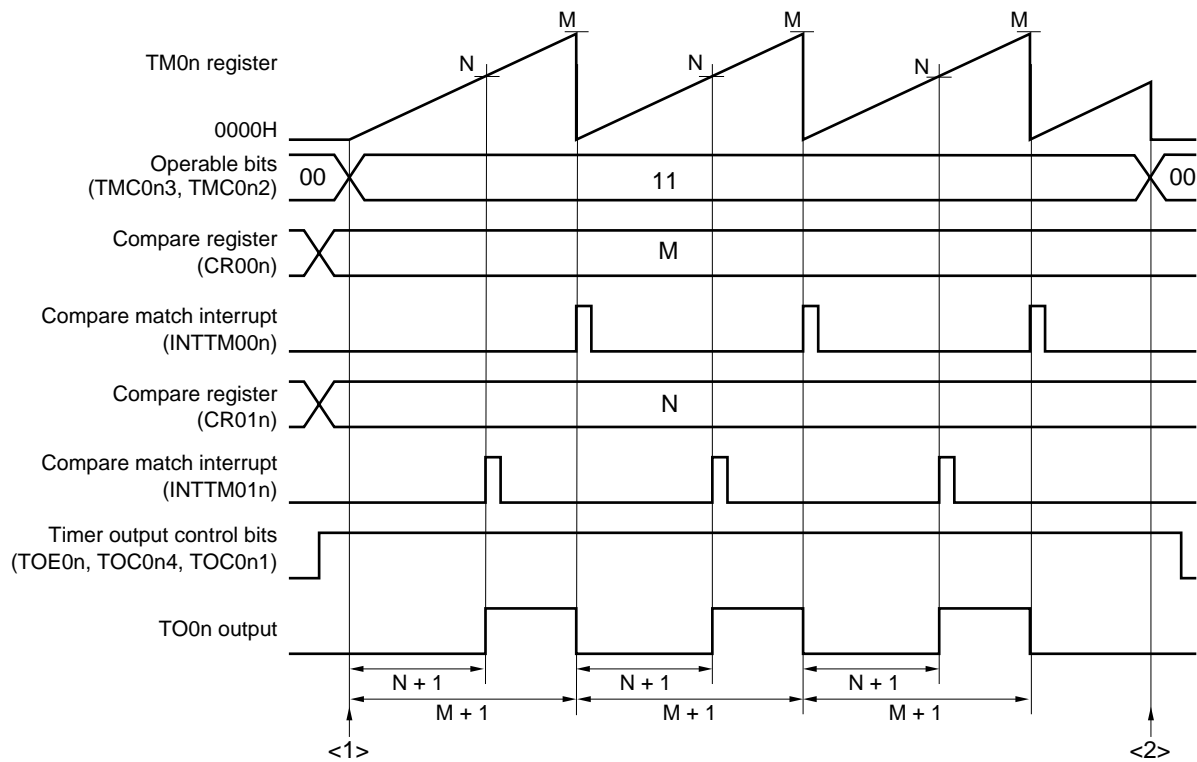 M
M
M
TM0n register
N
N
N
0000H
Operable bits
(TMC0n3, TMC0n2)
00
11
00
Compare register
(CR00n)
M
Compare match interrupt
(INTTM00n)
Compare register
(CR01n)
N
Compare match interrupt
(INTTM01n)
Timer output control bits
(TOE0n, TOC0n4, TOC0n1)
TO0n output
N + 1
N + 1
N + 1
M + 1
M + 1
M + 1
<1>
<2>